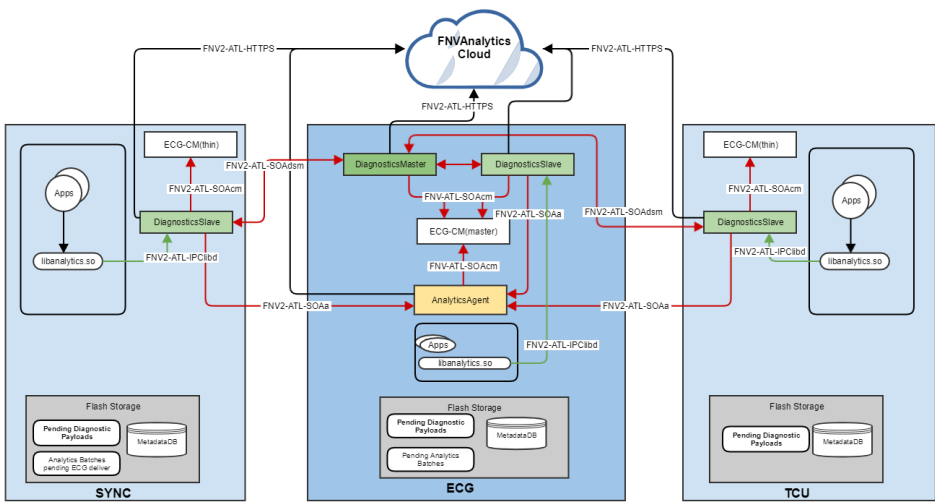 FNVAnalytics
Cloud
FNV2-ATL-HTTPS
FNV2-ATL-HTTPS
FNV2-ATL-HTTPS
ECG-CM(thin)
FNV2-ATL-SOAdsm
FNV-ATL-SOAcm
Apps
DiagnosticsSlave
libanalytics.so
FNV2-ATL-IPClibd
FNV2-ATL-SOAa
Flash Storage
Pending Diagnostic
Payloads
MetadataDB
Analytics Batches
pending ECG deliver
SYNC
DiagnosticsMaster
DiagnosticsSlave
FNV-ATL-SOAcm
FNV2-ATL-SOAa
ECG-CM(master)
FNV-ATL-SOAcm
AnalyticsAgent
Apps
libanalytics.so
FNV2-ATL-IPClibd
Flash Storage
Pending Diagnostic
Payloads
MetadataDB
Pending Analytics
Batches
ECG
ECG-CM(thin)
FNV-ATL-SOAcm
FNV2-ATL-SOAdsm
DiagnosticsSlave
Apps
FNV2-ATL-IPClibd
libanalytics.so
FNV2-ATL-SOAa
Flash Storage
Pending Diagnostic
Payloads
MetadataDB
TCU